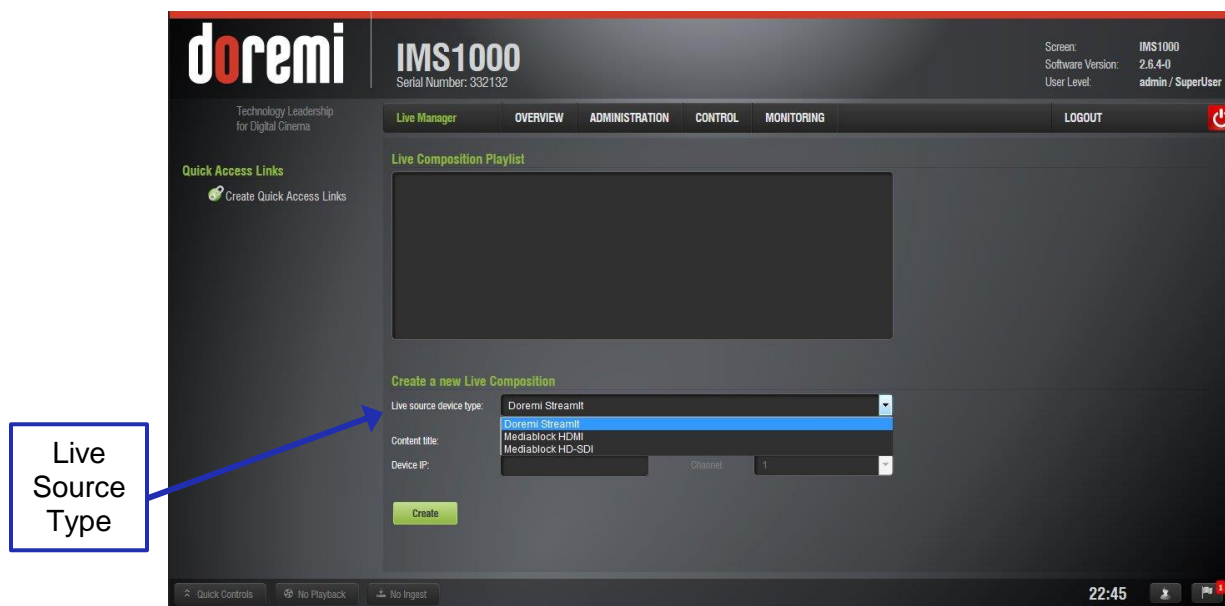 doremi
IMS1000
Serial Number: 332132
Screen: IMS1000
Software Version: 2.6.4-0
User Level: admin / SuperUser
Technology Leadership
for Digital Cinema
Live Manager OVERVIEW ADMINISTRATION CONTROL MONITORING LOGOUT
Quick Access Links
Create Quick Access Links
Live Composition Playlist
Create a new Live Composition
Live source device type: Doremi StreamIt
Doremi StreamIt
Mediablock HDMI
Mediablock HD-SDI
Content title:
Device IP: Channel: 1
Create
Live
Source
Type
Quick Controls No Playback No Ingest 22:45 1